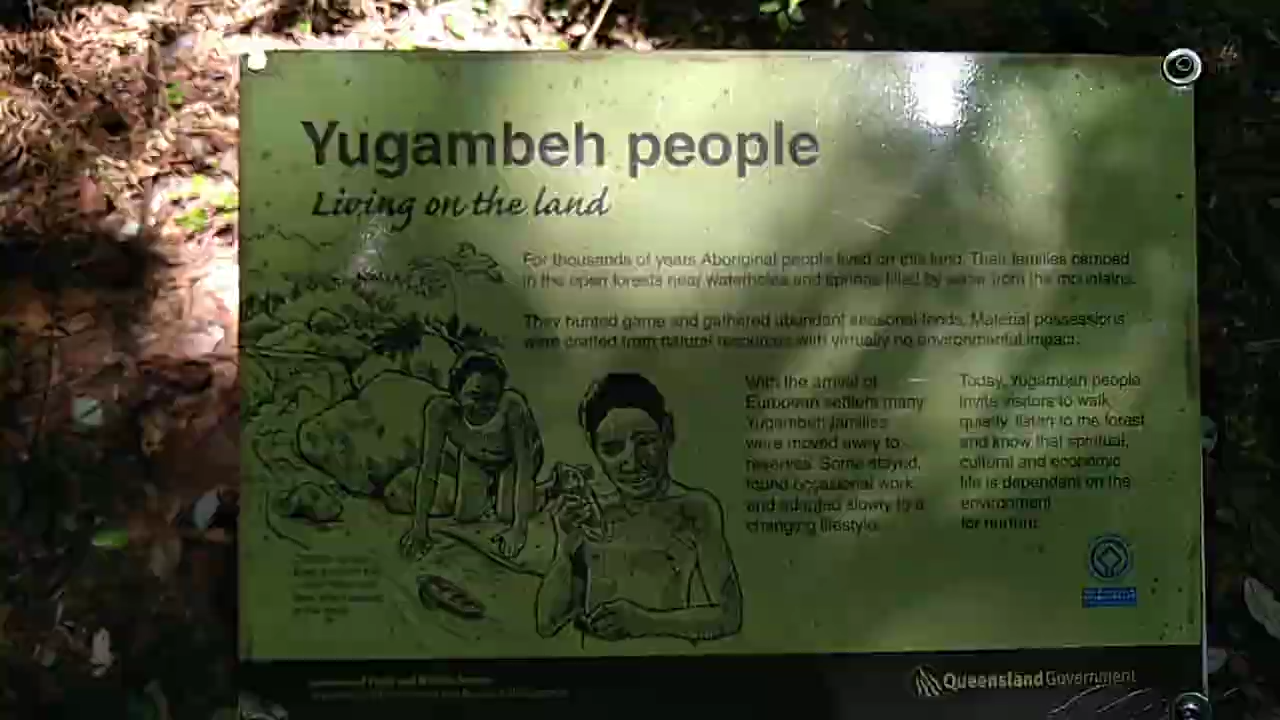 Yugambeh people
Living on the land
For thousands of years Aboriginal people lived on this land. Their families camped
in the open forests near waterholes and springs filled by water from the mountains.
They hunted game and gathered abundant seasonal foods. Material possessions
were crafted from natural resources with virtually no environmental impact.
With the arrival of
European settlers many
Yugambeh families
were moved away to
reserves. Some stayed,
found occasional work
and adapted slowly to a
changing lifestyle.
Today, Yugambeh people
invite visitors to walk
quietly, listen to the forest
and know that spiritual,
cultural and economic
life is dependent on the
environment
for nurture.
Queensland Government